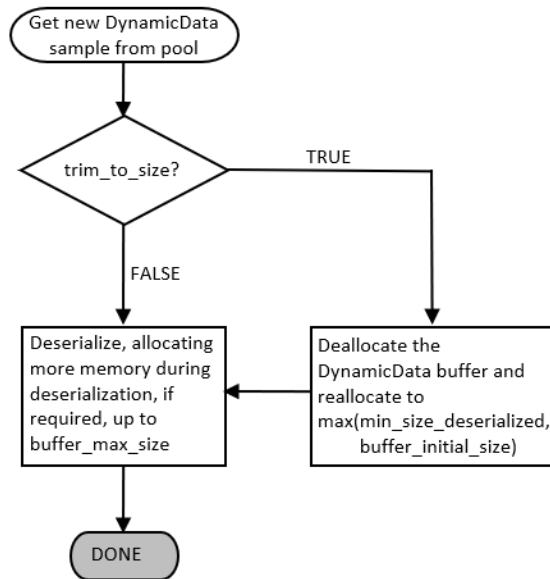 Get new DynamicData
sample from pool
trim_to_size?
TRUE
FALSE
Deserialize, allocating
more memory during
deserialization, if
required, up to
buffer_max_size
Deallocate the
DynamicData buffer and
reallocate to
max(min_size_deserialized,
buffer_initial_size)
DONE